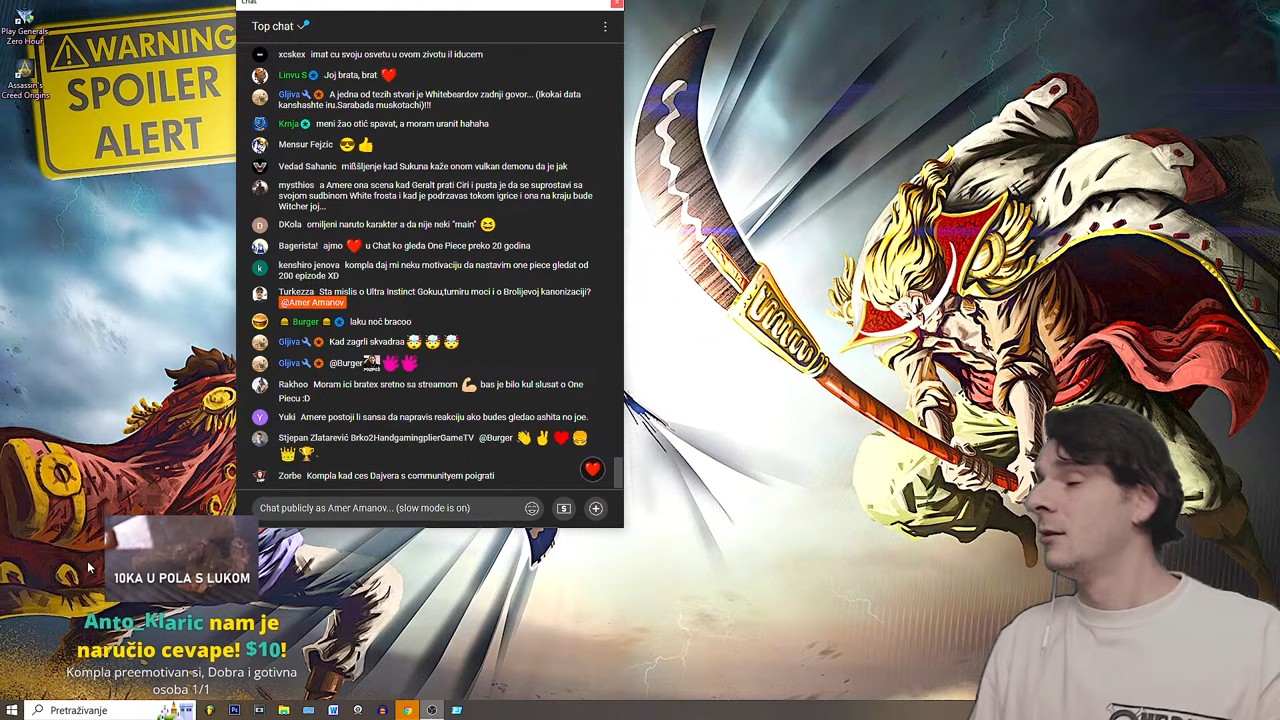 Chat
Play Generals
Zero Hour
Assassin's
Creed Origins
WARNING
SPOILER
ALERT
Top chat
xcskex imat cu svoju osvetu u ovom zivotu il iducem
Linvu S Joj brata, brat ❤️
Gljiva A jedna od tezih stvari je Whitebeardov zadnji govor... (Ikokai data
kanshashte iru.Sarabada muskotachi)!!!
Krnja meni žao otić spavat, a moram uranit hahaha
Mensur Fejzic 😎👍
Vedad Sahanic mißšljenje kad Sukuna kaže onom vulkan demonu da je jak
mysthios a Amere ona scena kad Geralt prati Ciri i pusta je da se suprostavi sa
svojom sudbinom White frosta i kad je podrzavas tokom igrice i ona na kraju bude
Witcher joj...
DKola omiljeni naruto karakter a da nije neki "main" 😆
Bagerista! ajmo ❤️ u Chat ko gleda One Piece preko 20 godina
kenshiro jenova kompla daj mi neku motivaciju da nastavim one piece gledat od
200 epizode XD
Turkezza Sta mislis o Ultra Instinct Gokuu,turniru moci i o Brolijevoj kanonizaciji?
@Amer Amanov
🍔 Burger 🍔 laku noć bracoo
Gljiva Kad zagrli skvadraa 🤯🤯🤯
Gljiva @Burger
Rakhoo Moram ici bratex sretno sa streamom 💪🏻 bas je bilo kul slusat o One
Piecu :D
Yuki Amere postoji li sansa da napravis reakciju ako budes gledao ashita no joe.
Stjepan Zlatarević Brko2HandgamingplierGameTV @Burger 👋✌️❤️🍔
👑🏆.
Zorbe Kompla kad ces Dajvera s communityem poigrati
Chat publicly as Amer Amanov... (slow mode is on)
10KA U POLA S LUKOM
Anto_Klaric nam je
naručio cevape! $10!
Kompla preemotivan si, Dobra i gotivna
osoba 1/1
Pretraživanje